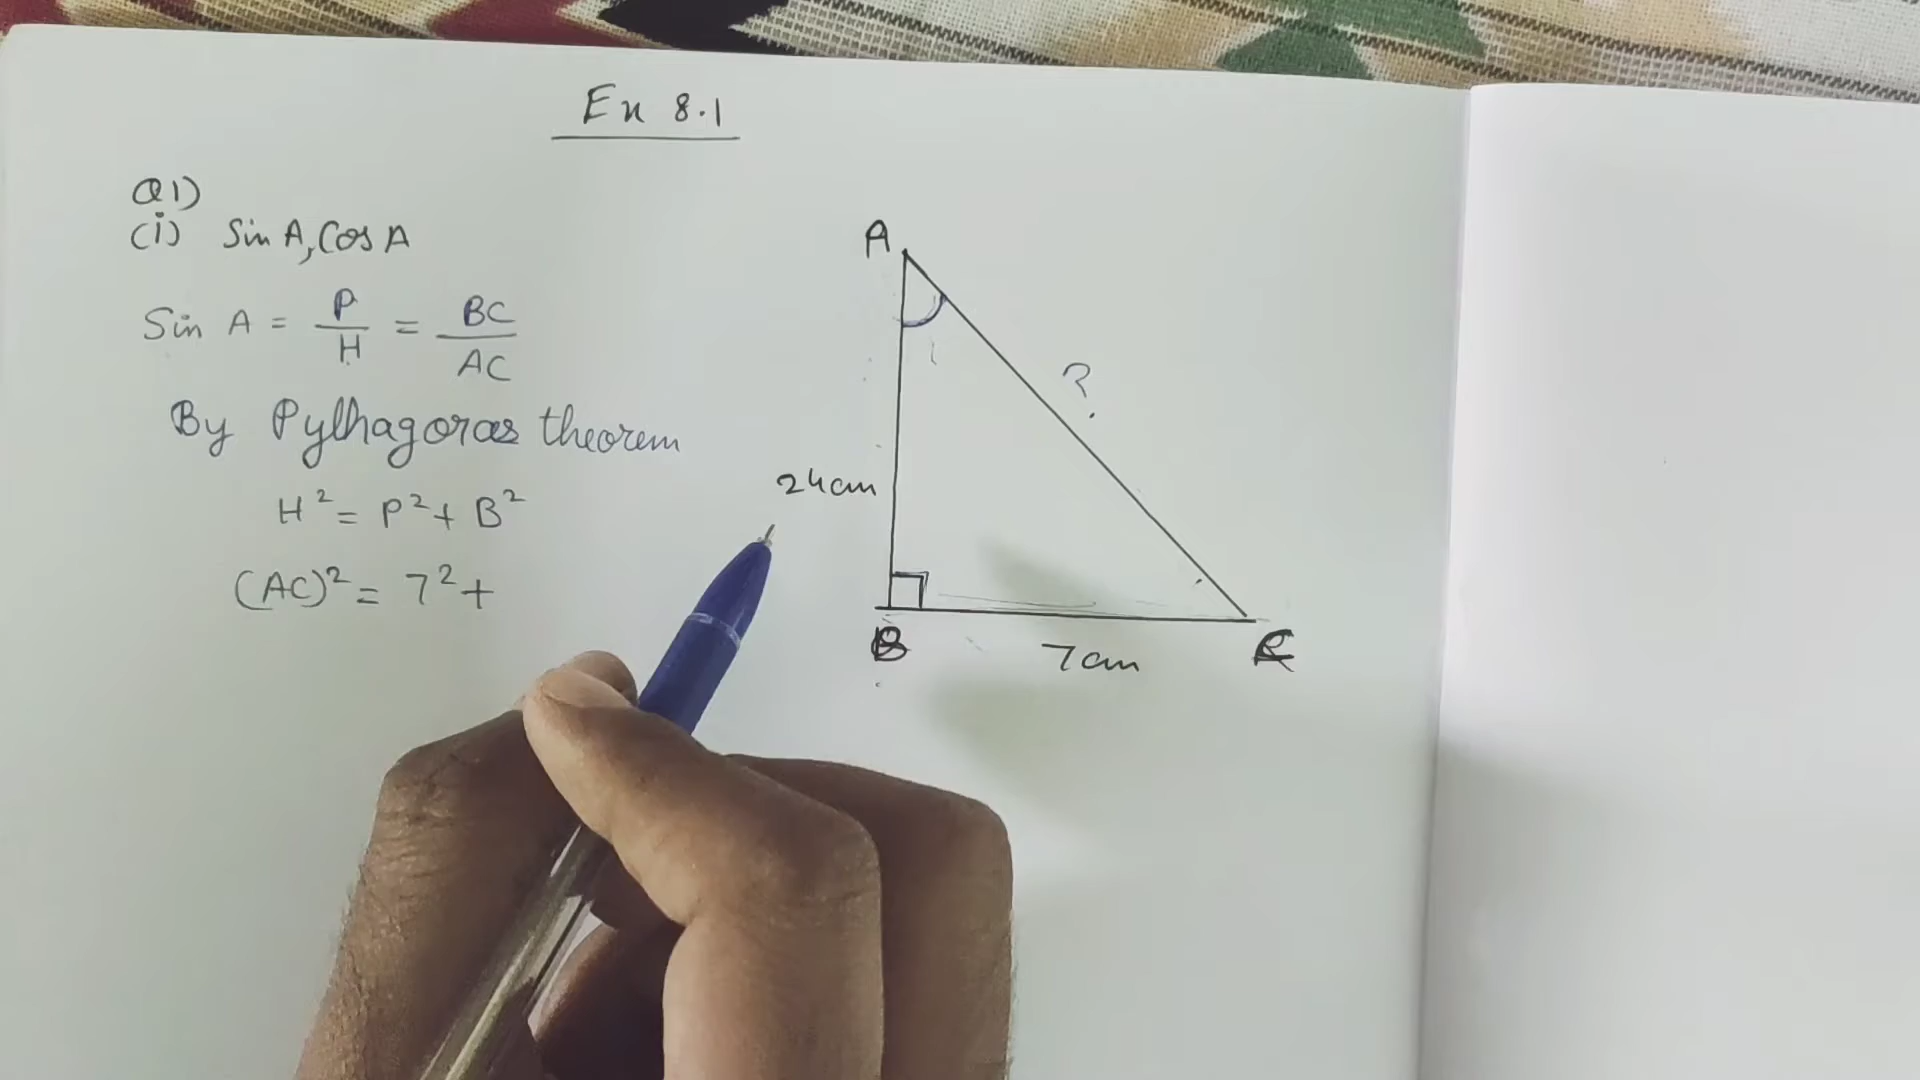 Ex 8.1
Q1)
(i) Sin A, Cos A
Sin A = P/H = BC/AC
By Pythagoras theorem
H² = P² + B²
(AC)² = 7² +
A
?
24cm
B
7cm
C